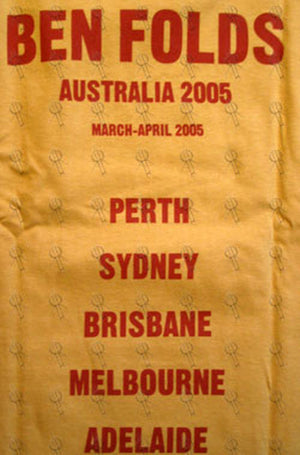 BEN FOLDS
AUSTRALIA 2005
MARCH-APRIL 2005
PERTH
SYDNEY
BRISBANE
MELBOURNE
ADELAIDE